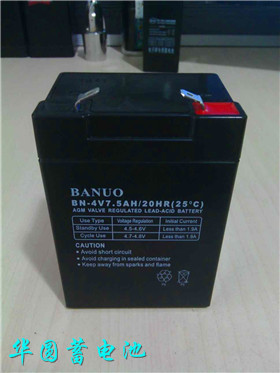 BANUO
BN-4V7.5AH/20HR(25°C)
AGM VALVE REGULATED LEAD-ACID BATTERY
Use Type Voltage Regulation Initial Current
Standby Use 4.5-4.6V Less than 1.9A
Cycle Use 4.7-4.8V Less than 1.9A
CAUTION
● Avoid short circuit
● Avoid charging in sealed container
● Keep away from sparks and flame
华圆蓄电池